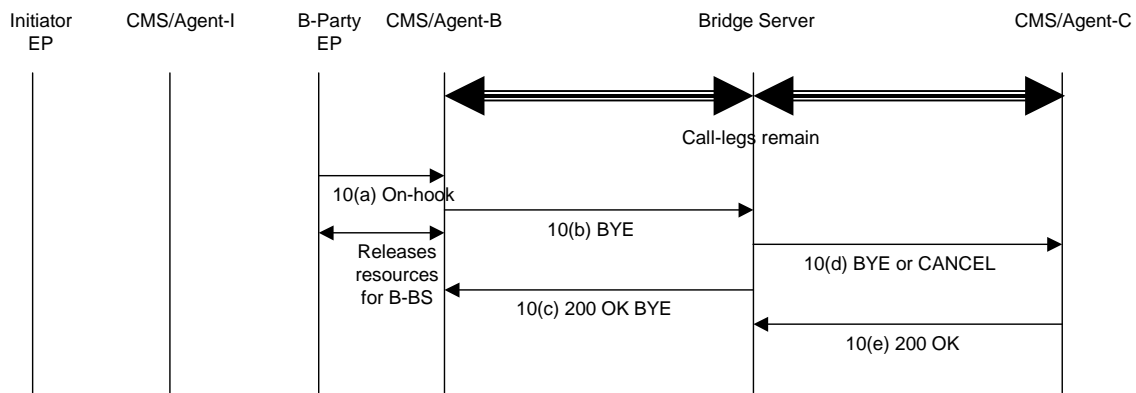 Initiator
EP
CMS/Agent-I
B-Party
EP
CMS/Agent-B
Bridge Server
CMS/Agent-C
Call-legs remain
10(a) On-hook
10(b) BYE
Releases
resources
for B-BS
10(d) BYE or CANCEL
10(c) 200 OK BYE
10(e) 200 OK